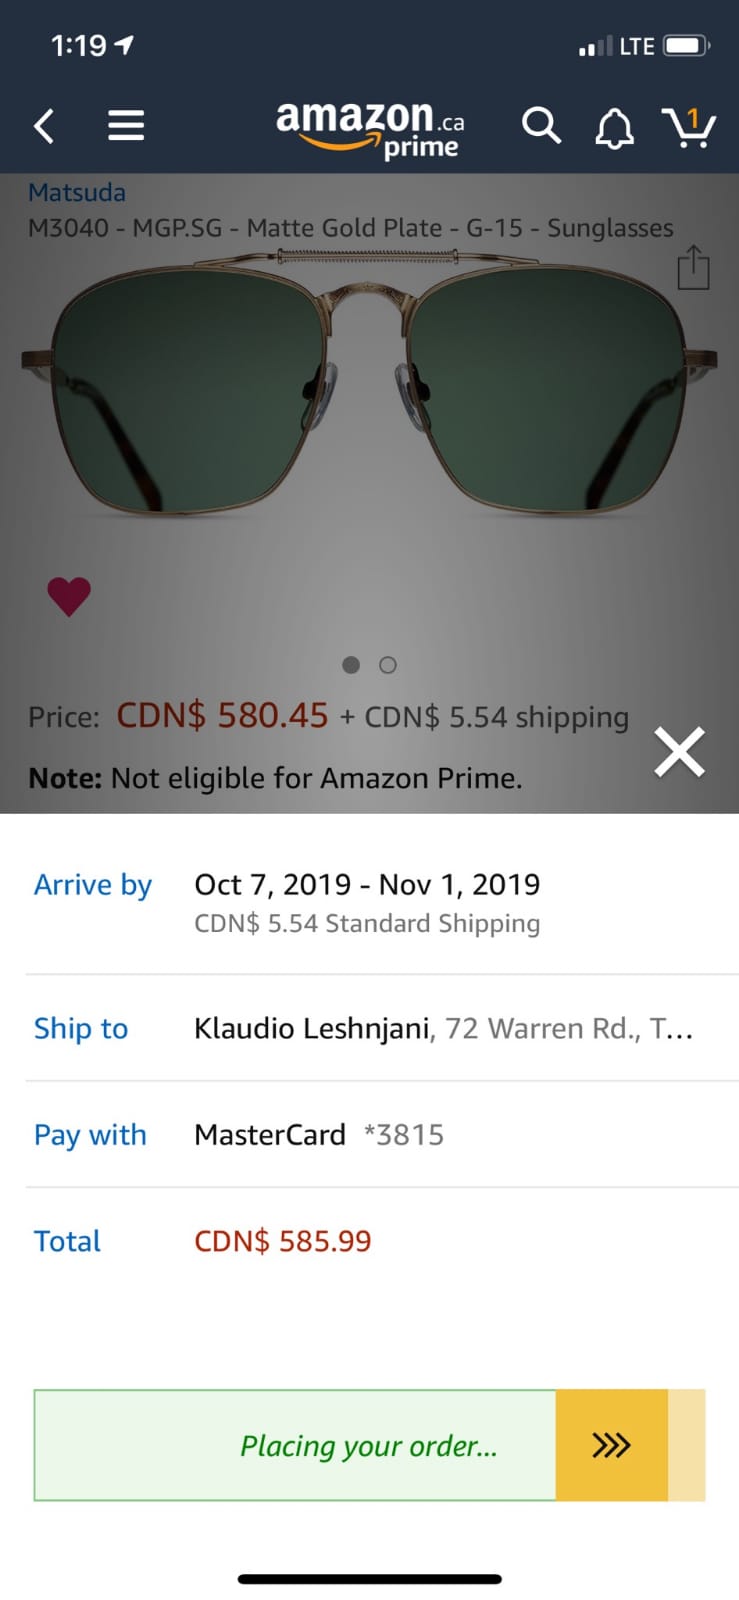 1:19
LTE
amazon.ca
prime
1
Matsuda
M3040 - MGP.SG - Matte Gold Plate - G-15 - Sunglasses
Price: CDN$ 580.45 + CDN$ 5.54 shipping
Note: Not eligible for Amazon Prime.
Arrive by Oct 7, 2019 - Nov 1, 2019
CDN$ 5.54 Standard Shipping
Ship to Klaudio Leshnjani, 72 Warren Rd., T...
Pay with MasterCard *3815
Total CDN$ 585.99
Placing your order...